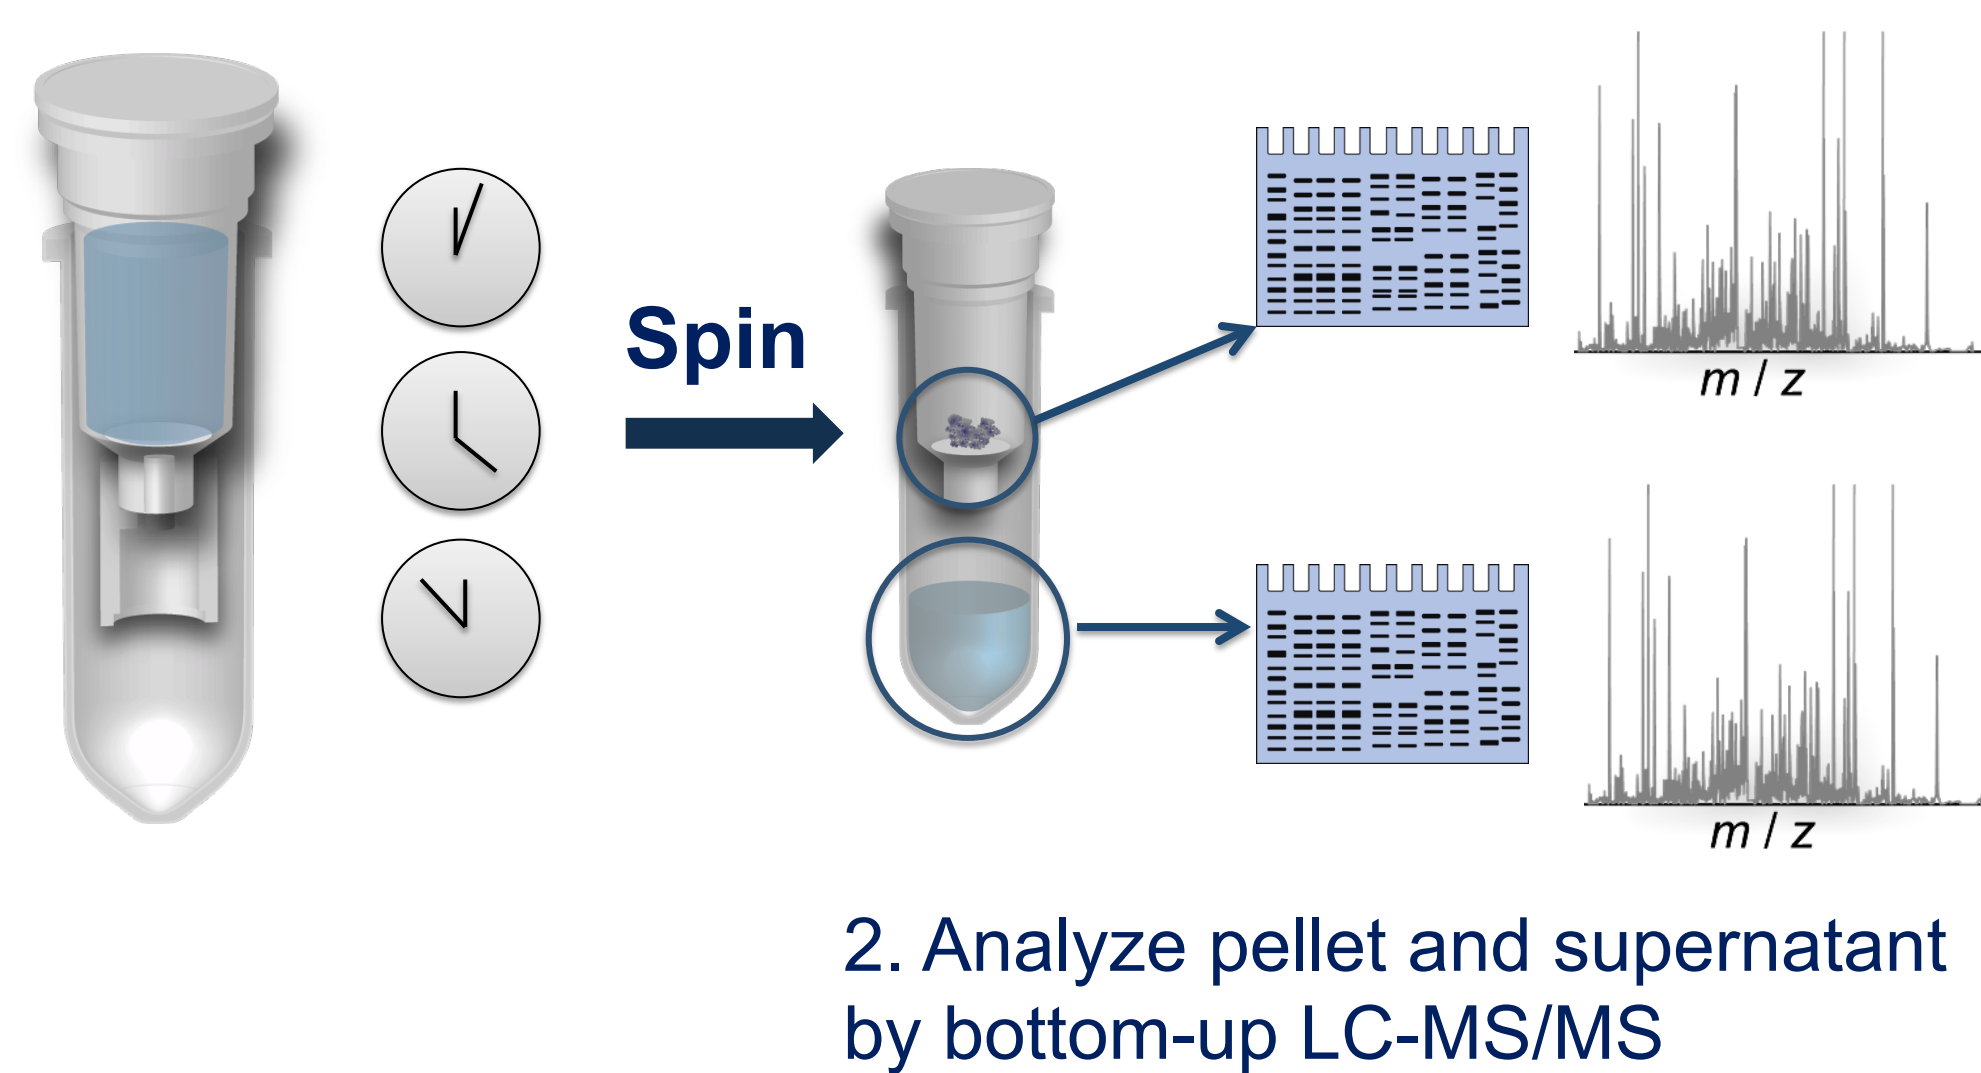 Spin
m / z
m / z
2. Analyze pellet and supernatant
by bottom-up LC-MS/MS